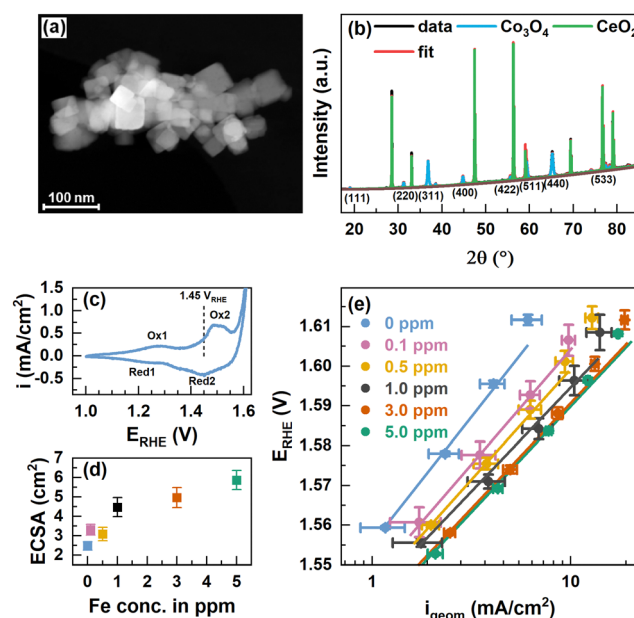 (a)
100 nm
(b)
data
Co3O4
CeO2
fit
Intensity (a.u.)
(111)
(220)
(311)
(400)
(422)
(511)
(440)
(533)
20 30 40 50 60 70 80
2θ (°)
(c)
1.45 VRHE
1.5
1.0
0.5
0.0
-0.5
Ox1
Ox2
Red1
Red2
i (mA/cm²)
1.0 1.2 1.4 1.6
ERHE (V)
(d)
7
6
5
4
3
2
ECSA (cm²)
0 1 2 3 4 5
Fe conc. in ppm
(e)
0 ppm
0.1 ppm
0.5 ppm
1.0 ppm
3.0 ppm
5.0 ppm
1.61
1.60
1.59
1.58
1.57
1.56
1.55
ERHE (V)
1 10
igeom (mA/cm²)